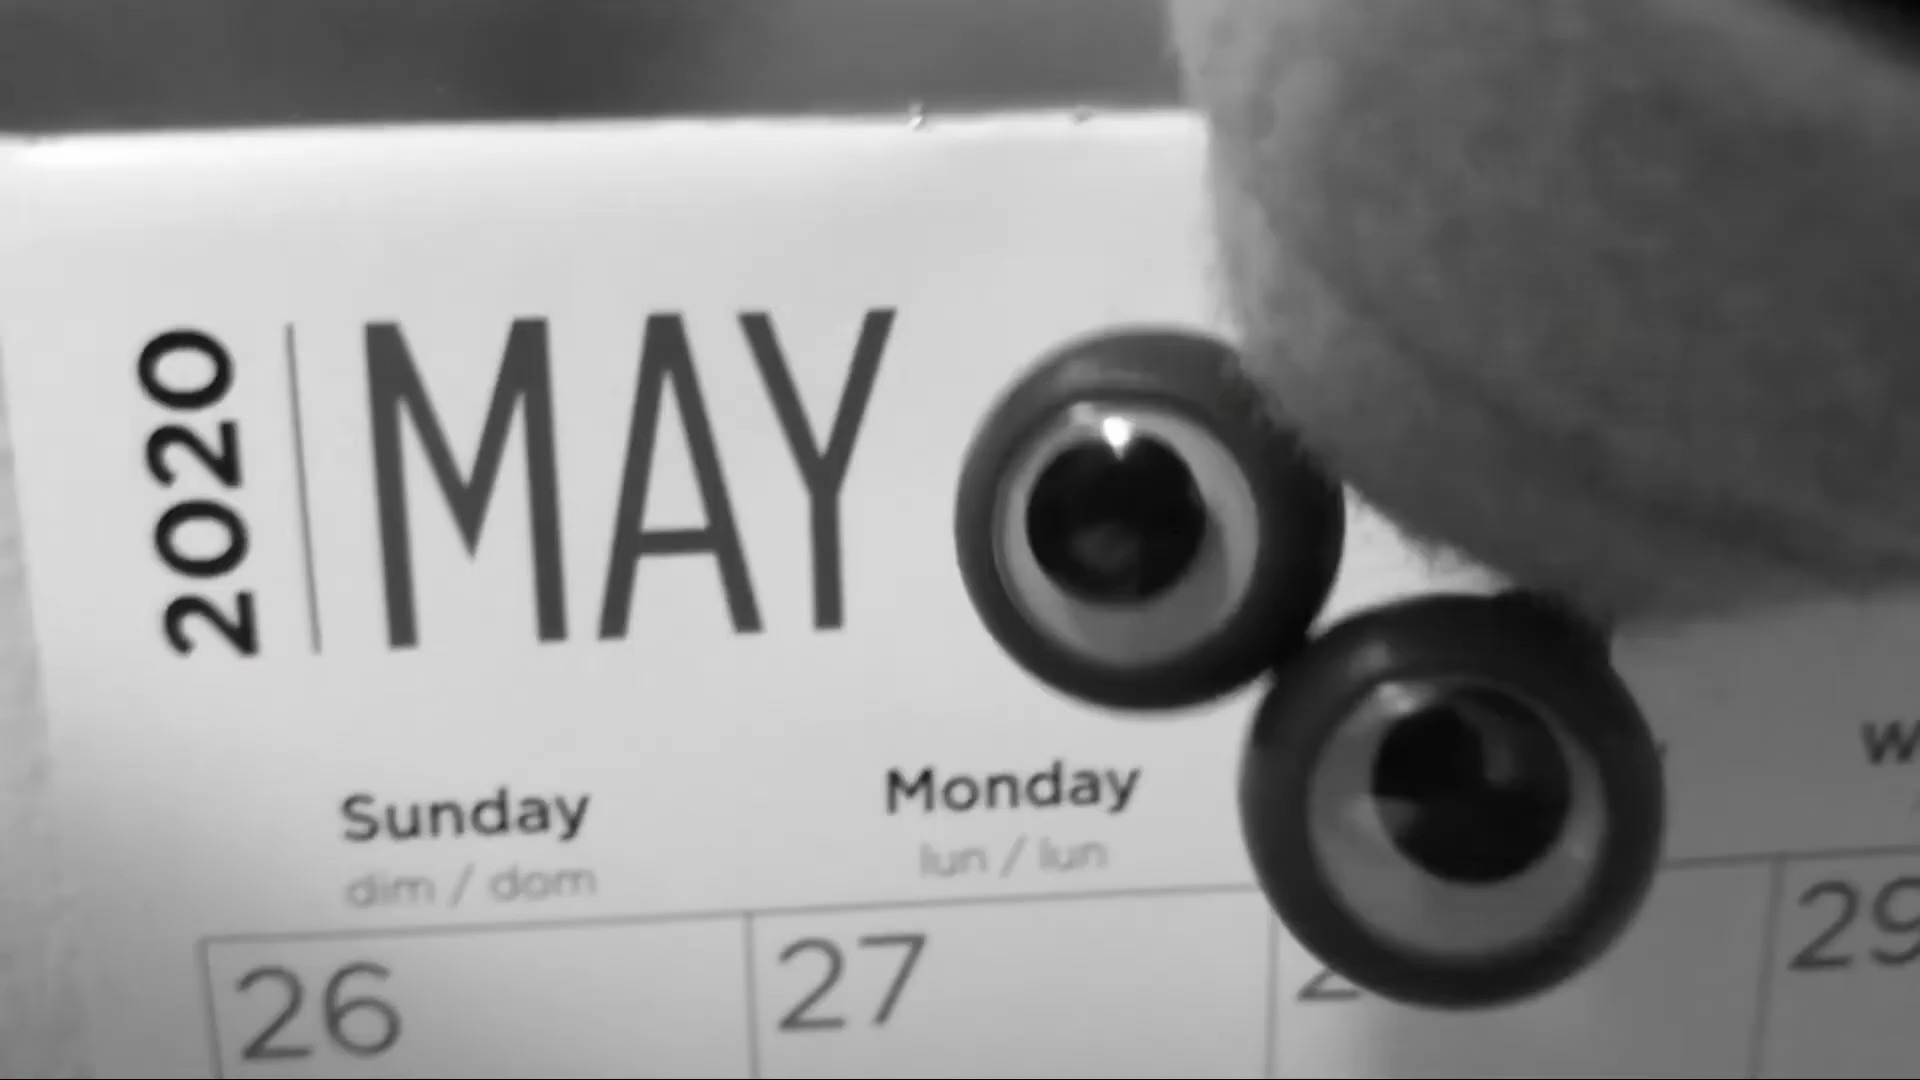 2020
MAY
Sunday Monday
dim / dom lun / lun
26 27 29